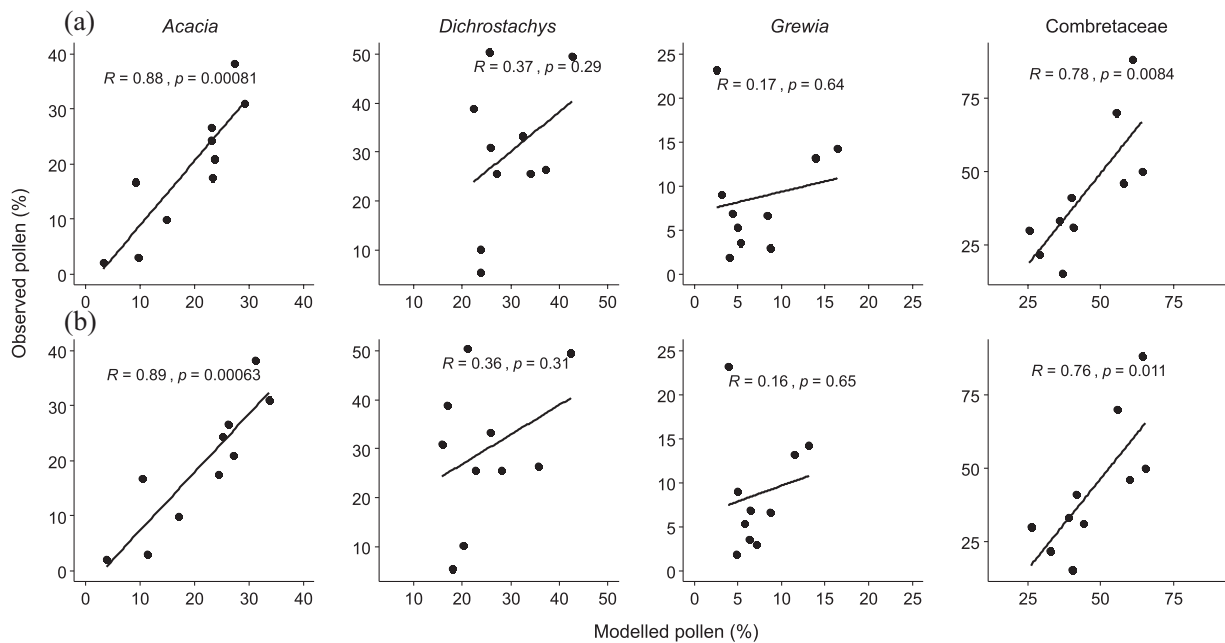 (a)
Acacia
Dichrostachys
Grewia
Combretaceae
Observed pollen (%)
40
30
20
10
0
R = 0.88 , p = 0.00081
0 10 20 30 40
50
40
30
20
10
R = 0.37 , p = 0.29
10 20 30 40 50
25
20
15
10
5
0
R = 0.17 , p = 0.64
0 5 10 15 20 25
75
50
25
R = 0.78 , p = 0.0084
25 50 75
(b)
40
30
20
10
0
R = 0.89 , p = 0.00063
0 10 20 30 40
50
40
30
20
10
R = 0.36 , p = 0.31
10 20 30 40 50
25
20
15
10
5
0
R = 0.16 , p = 0.65
0 5 10 15 20 25
75
50
25
R = 0.76 , p = 0.011
25 50 75
Modelled pollen (%)